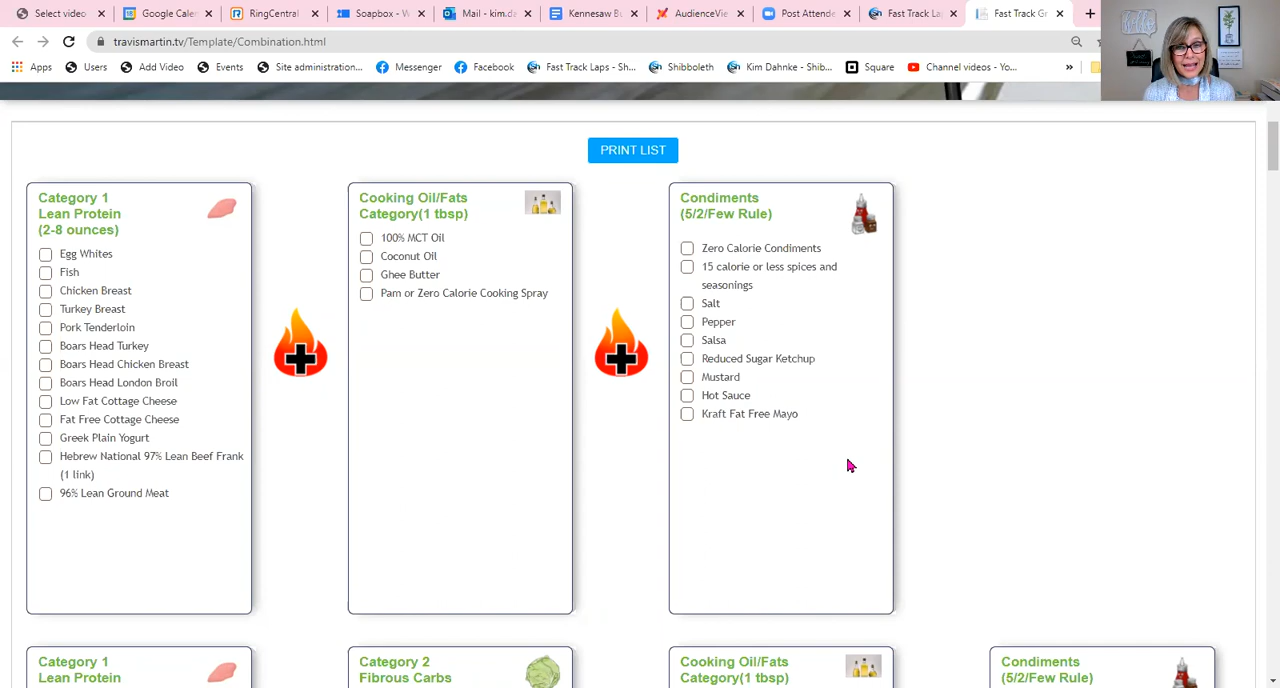 Select video
Google Cale
RingCentral
Soapbox - W
Mail - kim.de
Kennesaw Bu
AudienceVie
Post Attende
Fast Track La
Fast Track Gr
travismartin.tv/Template/Combination.html
Apps
Users
Add Video
Events
Site administration...
Messenger
Fast Track Laps - Sh...
Shibboleth
Kim Dahnke - Shib...
Square
Channel videos - Yo...
PRINT LIST
Category 1
Lean Protein
(2-8 ounces)
Egg Whites
Fish
Chicken Breast
Turkey Breast
Pork Tenderloin
Boars Head Turkey
Boars Head Chicken Breast
Boars Head London Broil
Low Fat Cottage Cheese
Fat Free Cottage Cheese
Greek Plain Yogurt
Hebrew National 97% Lean Beef Frank
(1 link)
96% Lean Ground Meat
Cooking Oil/Fats
Category(1 tbsp)
100% MCT Oil
Coconut Oil
Ghee Butter
Pam or Zero Calorie Cooking Spray
Condiments
(5/2/Few Rule)
Zero Calorie Condiments
15 calorie or less spices and
seasonings
Salt
Pepper
Salsa
Reduced Sugar Ketchup
Mustard
Hot Sauce
Kraft Fat Free Mayo
Category 1
Lean Protein
Category 2
Fibrous Carbs
Cooking Oil/Fats
Category(1 tbsp)
Condiments
(5/2/Few Rule)